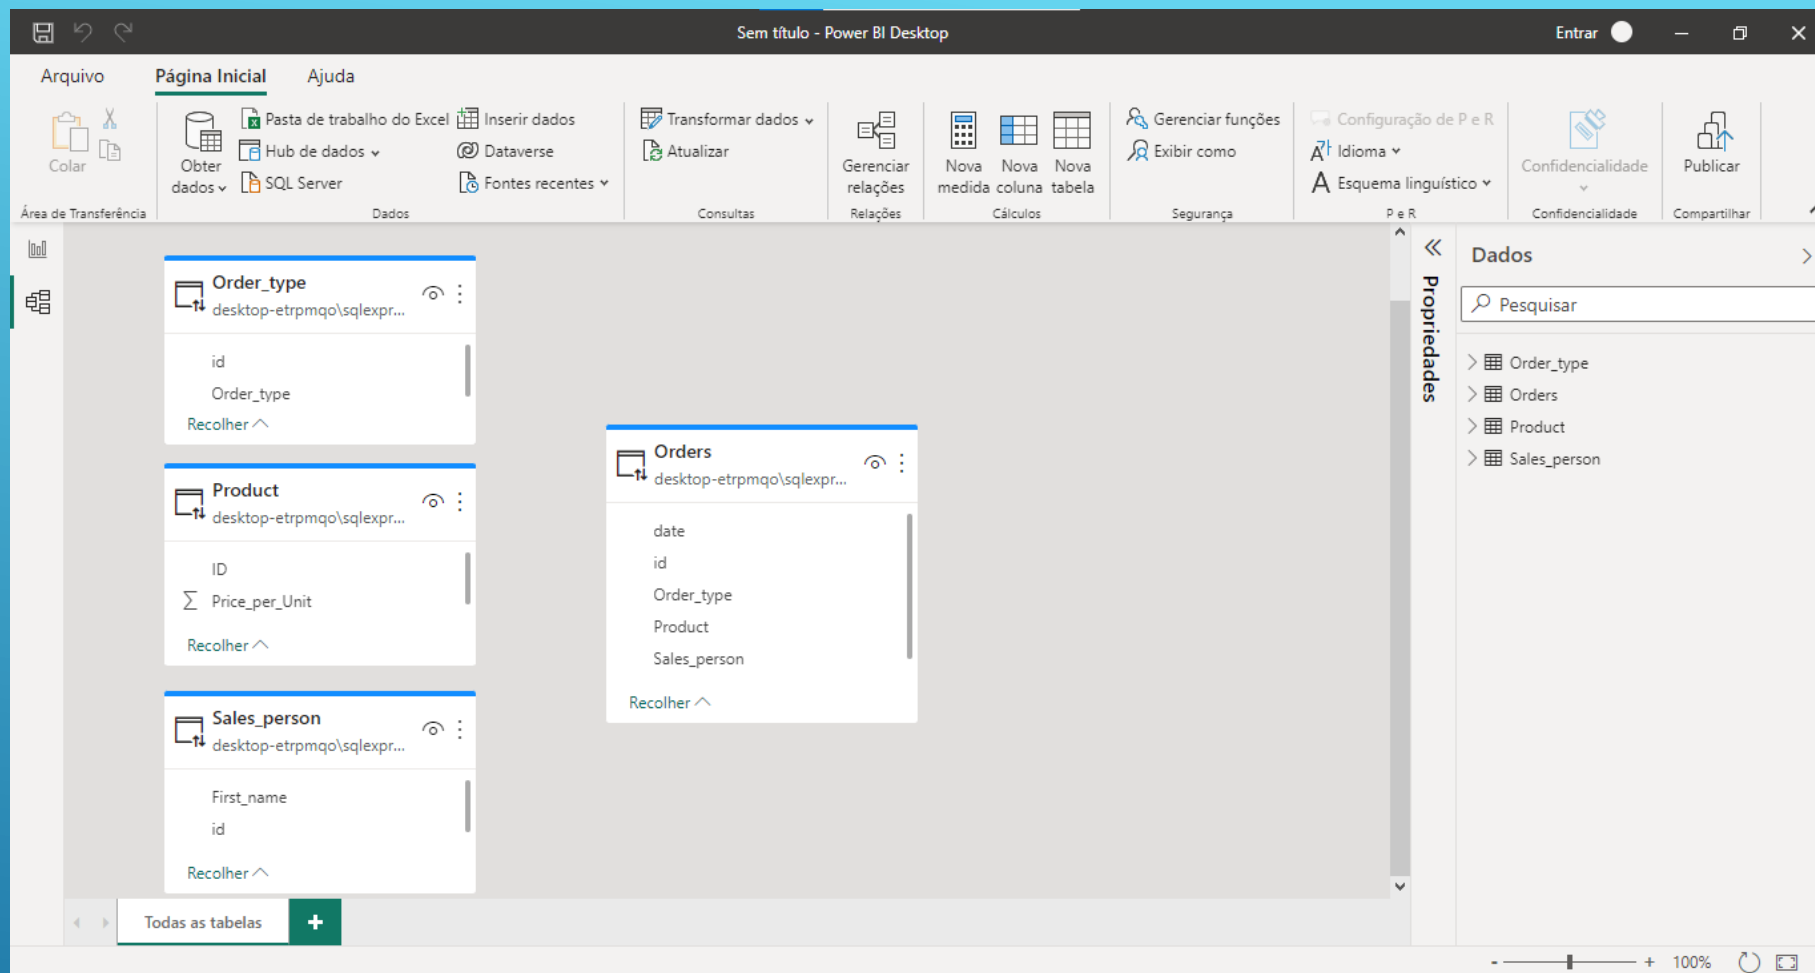 Sem título - Power BI Desktop
Entrar
Arquivo
Página Inicial
Ajuda
Colar
Área de Transferência
Obter
dados
Pasta de trabalho do Excel
Hub de dados
SQL Server
Inserir dados
Dataverse
Fontes recentes
Dados
Transformar dados
Atualizar
Consultas
Gerenciar
relações
Relações
Nova
medida
Nova
coluna
Nova
tabela
Cálculos
Gerenciar funções
Exibir como
Segurança
Configuração de P e R
Idioma
Esquema linguístico
P e R
Confidencialidade
Confidencialidade
Publicar
Compartilhar
Order_type
desktop-etrpmqo\sqlexpr...
id
Order_type
Recolher
Product
desktop-etrpmqo\sqlexpr...
ID
Price_per_Unit
Recolher
Sales_person
desktop-etrpmqo\sqlexpr...
First_name
id
Recolher
Orders
desktop-etrpmqo\sqlexpr...
date
id
Order_type
Product
Sales_person
Recolher
Propriedades
Dados
Pesquisar
Order_type
Orders
Product
Sales_person
Todas as tabelas
+
- + 100%